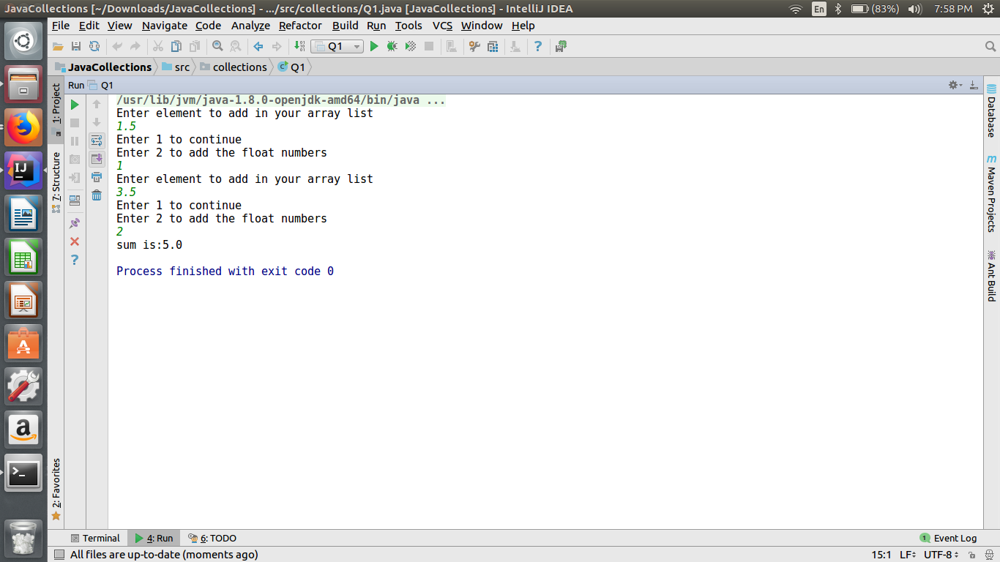 JavaCollections [~/Downloads/JavaCollections] - .../src/collections/Q1.java [JavaCollections] - IntelliJ IDEA
En
(83%)
7:58 PM
File Edit View Navigate Code Analyze Refactor Build Run Tools VCS Window Help
Q1
JavaCollections src collections Q1
Run Q1
1: Project
7: Structure
2: Favorites
/usr/lib/jvm/java-1.8.0-openjdk-amd64/bin/java ...
Enter element to add in your array list
1.5
Enter 1 to continue
Enter 2 to add the float numbers
1
Enter element to add in your array list
3.5
Enter 1 to continue
Enter 2 to add the float numbers
2
sum is:5.0
Process finished with exit code 0
Database
Maven Projects
Ant Build
Terminal 4: Run 6: TODO
1 Event Log
All files are up-to-date (moments ago)
15:1 LF UTF-8